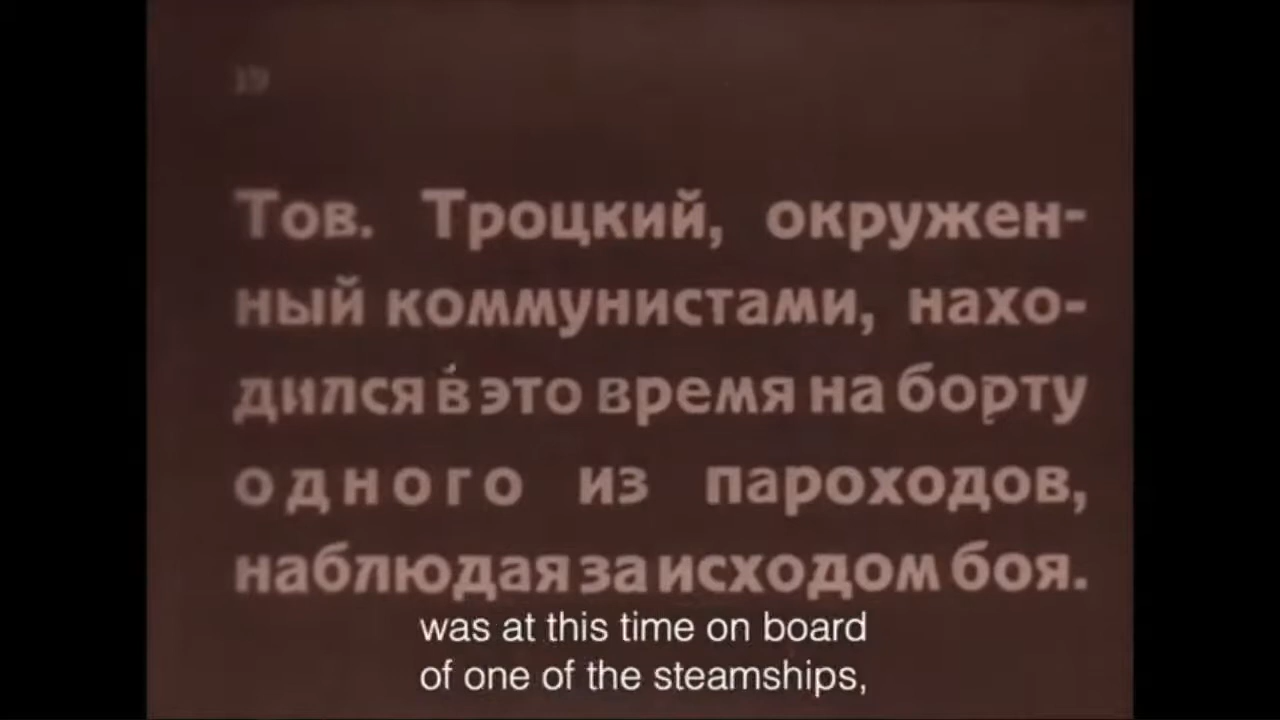 19
Тов. Троцкий, окружен-
ный коммунистами, нахо-
дился в это время на борту
одного из пароходов,
наблюдая за исходом боя.
was at this time on board
of one of the steamships,